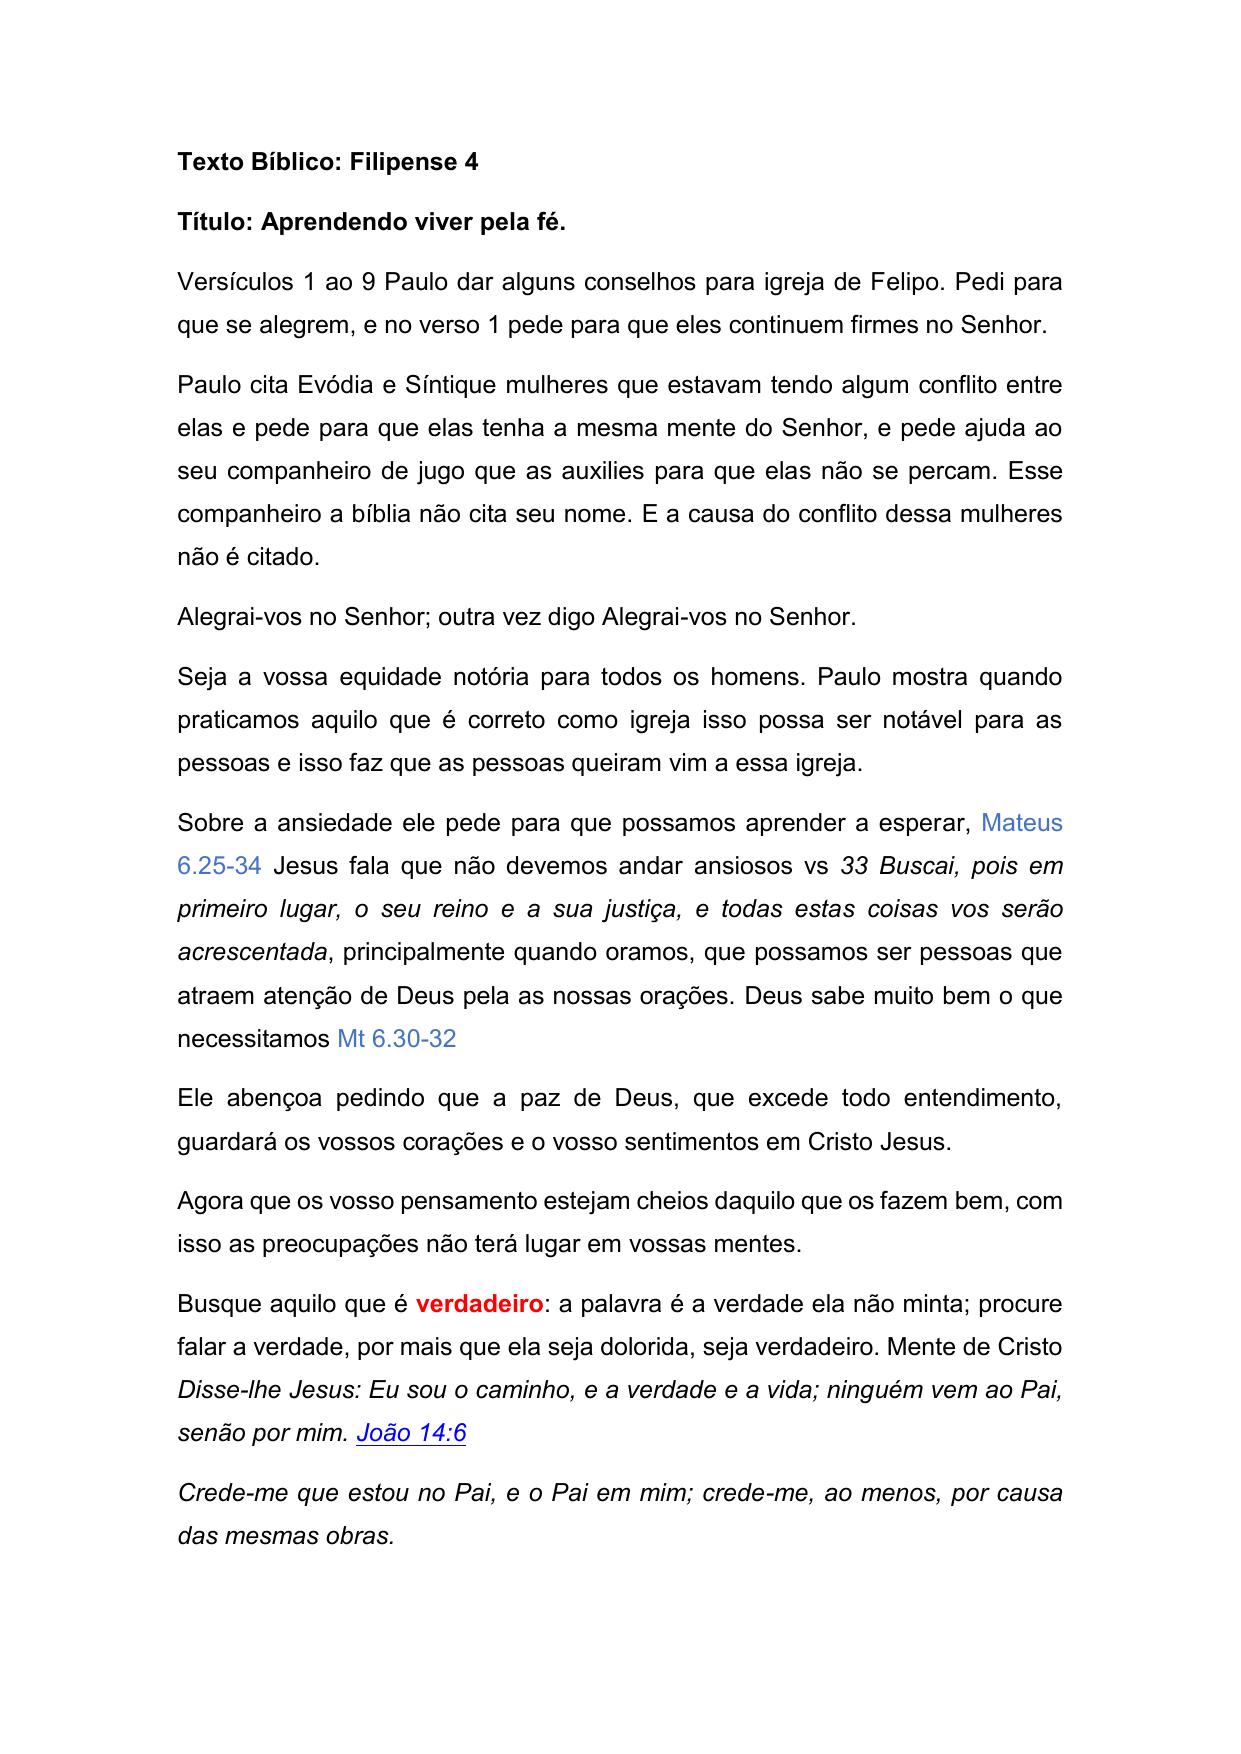 Texto Bíblico: Filipense 4
Título: Aprendendo viver pela fé.
Versículos 1 ao 9 Paulo dar alguns conselhos para igreja de Felipo. Pedi para
que se alegrem, e no verso 1 pede para que eles continuem firmes no Senhor.
Paulo cita Evódia e Síntique mulheres que estavam tendo algum conflito entre
elas e pede para que elas tenha a mesma mente do Senhor, e pede ajuda ao
seu companheiro de jugo que as auxilies para que elas não se percam. Esse
companheiro a bíblia não cita seu nome. E a causa do conflito dessa mulheres
não é citado.
Alegrai-vos no Senhor; outra vez digo Alegrai-vos no Senhor.
Seja a vossa equidade notória para todos os homens. Paulo mostra quando
praticamos aquilo que é correto como igreja isso possa ser notável para as
pessoas e isso faz que as pessoas queiram vim a essa igreja.
Sobre a ansiedade ele pede para que possamos aprender a esperar, Mateus
6.25-34 Jesus fala que não devemos andar ansiosos vs 33 Buscai, pois em
primeiro lugar, o seu reino e a sua justiça, e todas estas coisas vos serão
acrescentada, principalmente quando oramos, que possamos ser pessoas que
atraem atenção de Deus pela as nossas orações. Deus sabe muito bem o que
necessitamos Mt 6.30-32
Ele abençoa pedindo que a paz de Deus, que excede todo entendimento,
guardará os vossos corações e o vosso sentimentos em Cristo Jesus.
Agora que os vosso pensamento estejam cheios daquilo que os fazem bem, com
isso as preocupações não terá lugar em vossas mentes.
Busque aquilo que é verdadeiro: a palavra é a verdade ela não minta; procure
falar a verdade, por mais que ela seja dolorida, seja verdadeiro. Mente de Cristo
Disse-lhe Jesus: Eu sou o caminho, e a verdade e a vida; ninguém vem ao Pai,
senão por mim. João 14:6
Crede-me que estou no Pai, e o Pai em mim; crede-me, ao menos, por causa
das mesmas obras.